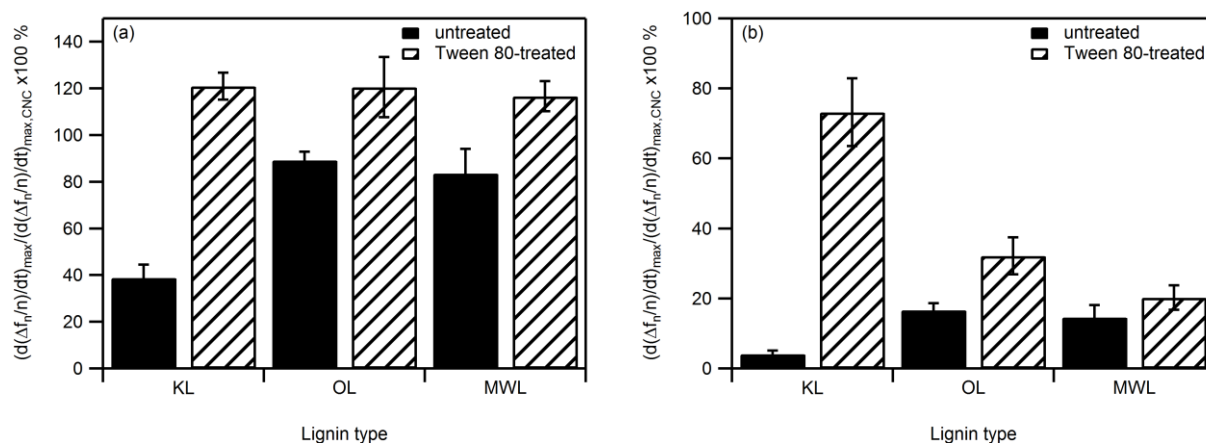 (a)
untreated
Tween 80-treated
(d(Δfn/n)/dt)max/(d(Δfn/n)/dt)max,CNC x100 %
140
120
100
80
60
40
20
0
KL OL MWL
Lignin type
(b)
untreated
Tween 80-treated
(d(Δfn/n)/dt)max/(d(Δfn/n)/dt)max,CNC x100 %
100
80
60
40
20
0
KL OL MWL
Lignin type